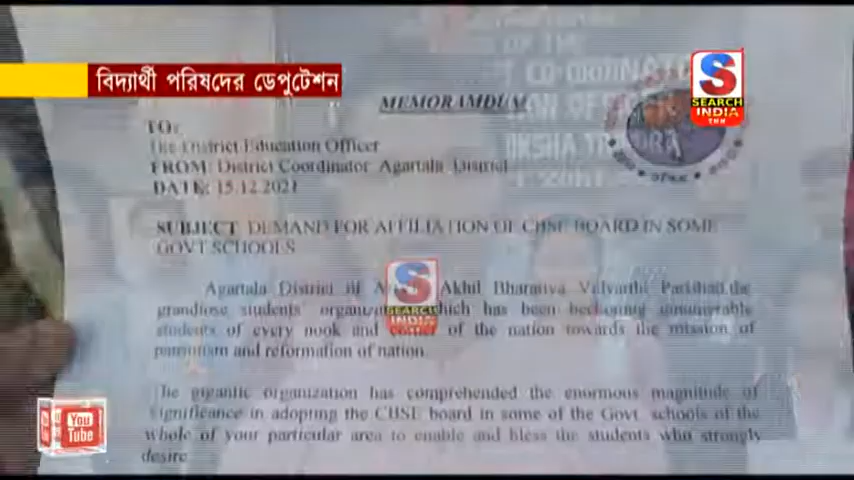 বিদ্যার্থী পরিষদের ডেপুটেশন
S
SEARCH
INDIA
MEMORAMDUM
TO:
The District Education Officer
FROM: District Coordinator Agartala District
DATE: 15.12.2021
SUBJECT DEMAND FOR AFFILIATION OF CBSE BOARD IN SOME
GOVT SCHOOLS
Agartala District of Akhil Bharatiya Vidyarthi Parishad, the
grandiose students' which has been beckoning innumerable
students of every nook and corner of the nation towards the mission of
patriotism and reformation of nation.
S
SEARCH
INDIA
The gigantic organization has comprehended the enormous magnitude of
significance in adopting the CBSE board in some of the Govt. schools of the
whole of your particular area to enable and bless the students who strongly
desire
You Tube